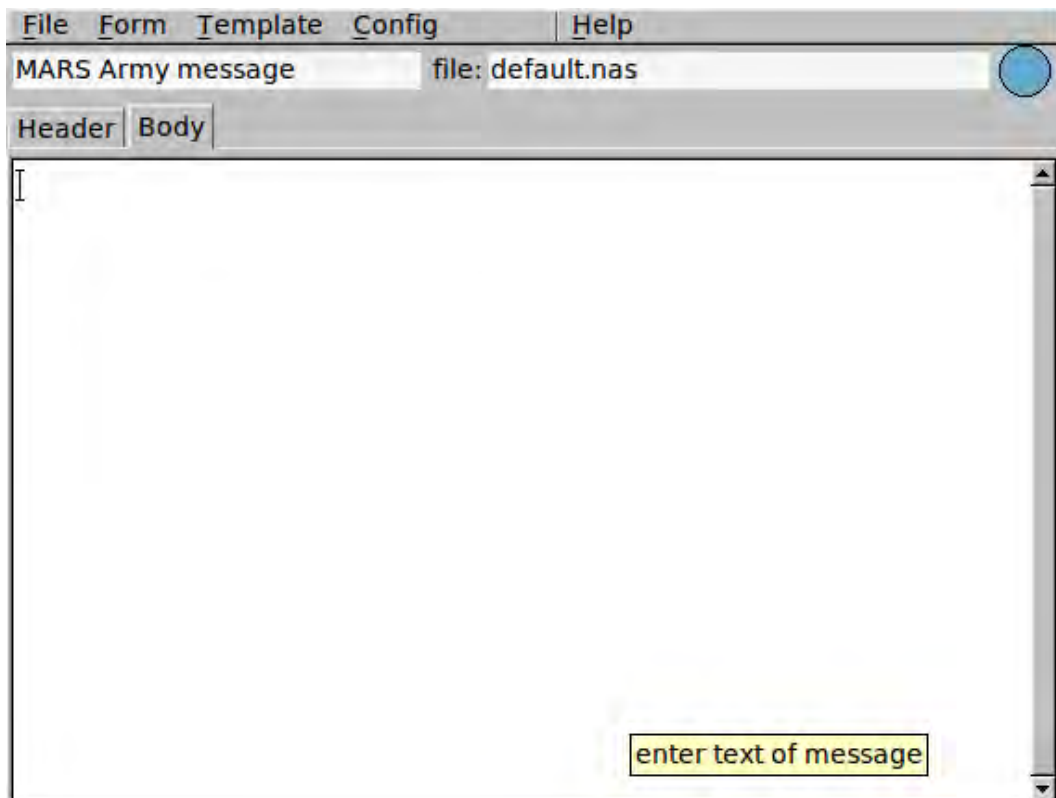 File Form Template Config Help
MARS Army message file: default.nas
Header Body
enter text of message